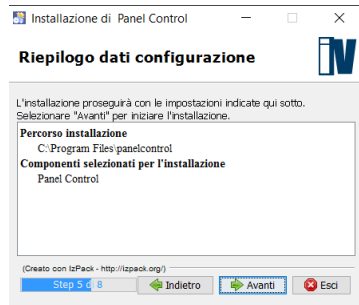 Installazione di Panel Control
Riepilogo dati configurazione
L'installazione proseguirà con le impostazioni indicate qui sotto.
Selezionare "Avanti" per iniziare l'installazione.
Percorso installazione
C:\Program Files\panelcontrol
Componenti selezionati per l'installazione
Panel Control
(Creato con IzPack - http://izpack.org/)
Step 5 di 8
Indietro
Avanti
Esci